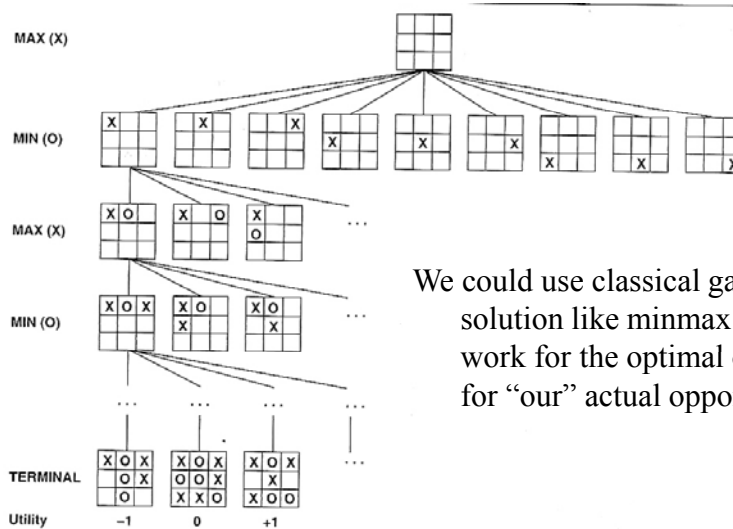 MAX (X)
X X X
MIN (O) X X X
X X X
X O X O X
MAX (X) O
...
X O X X O X O
MIN (O) X X
...
... ... ...
X O X X O X X O X
TERMINAL O X O O X X
O X X O X O O
...
Utility −1 0 +1
We could use classical ga
solution like minmax
work for the optimal
for “our” actual oppo